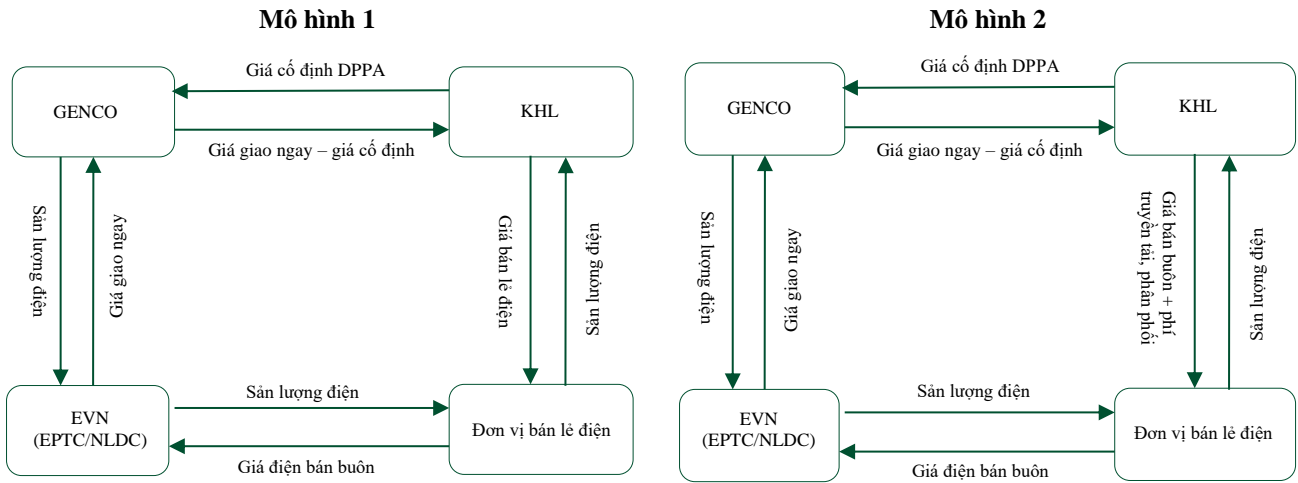 Mô hình 1
Giá cố định DPPA
GENCO
KHL
Giá giao ngay – giá cố định
Sản lượng điện
Giá giao ngay
Giá bán lẻ điện
Sản lượng điện
Sản lượng điện
EVN
(EPTC/NLDC)
Đơn vị bán lẻ điện
Giá điện bán buôn
Mô hình 2
Giá cố định DPPA
GENCO
KHL
Giá giao ngay – giá cố định
Sản lượng điện
Giá giao ngay
Giá bán buôn + phí
truyền tải, phân phối
Sản lượng điện
Sản lượng điện
EVN
(EPTC/NLDC)
Đơn vị bán lẻ điện
Giá điện bán buôn